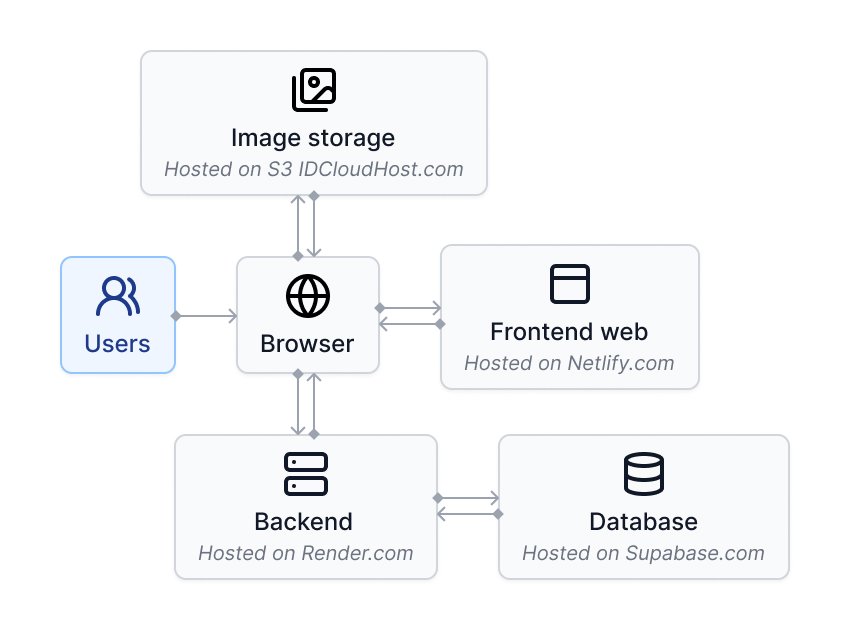 Image storage
Hosted on S3 IDCloudHost.com
Users
Browser
Frontend web
Hosted on Netlify.com
Backend
Hosted on Render.com
Database
Hosted on Supabase.com